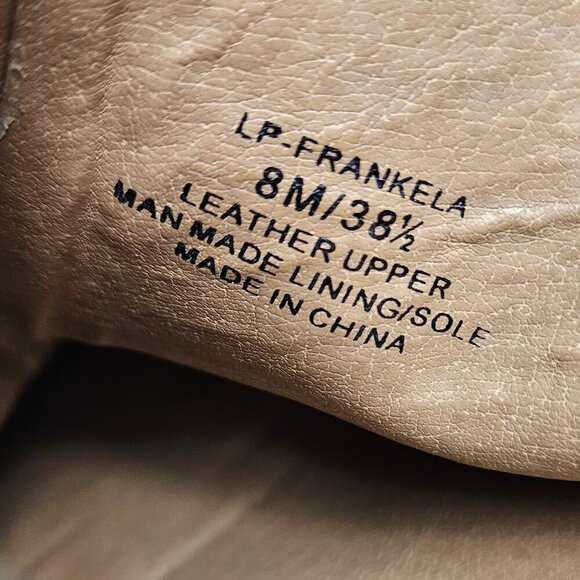 LP-FRANKELA
8M/38½
LEATHER UPPER
MAN MADE LINING/SOLE
MADE IN CHINA